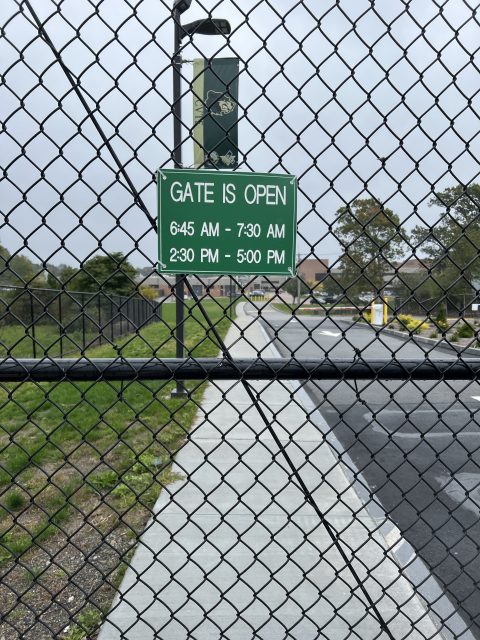 GATE IS OPEN
6:45 AM - 7:30 AM
2:30 PM - 5:00 PM